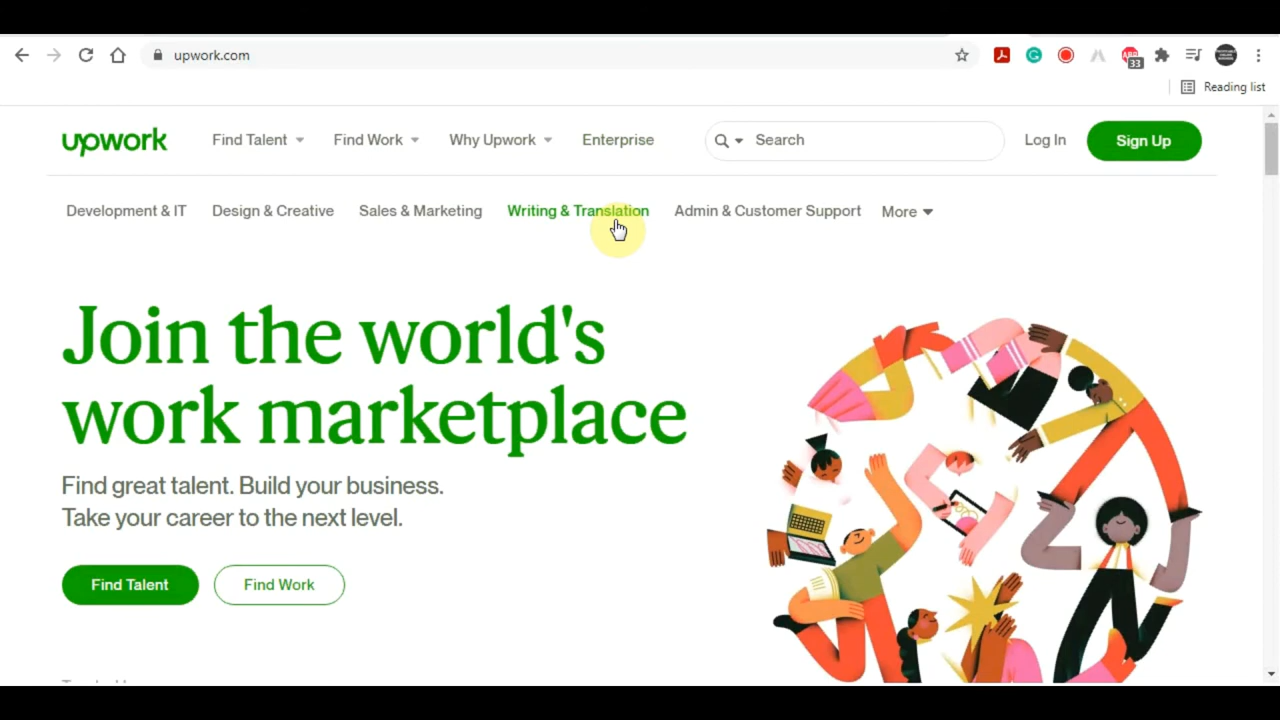 upwork.com
33
Reading list
upwork
Find Talent
Find Work
Why Upwork
Enterprise
Search
Log In
Sign Up
Development & IT
Design & Creative
Sales & Marketing
Writing & Translation
Admin & Customer Support
More
Join the world's
work marketplace
Find great talent. Build your business.
Take your career to the next level.
Find Talent
Find Work